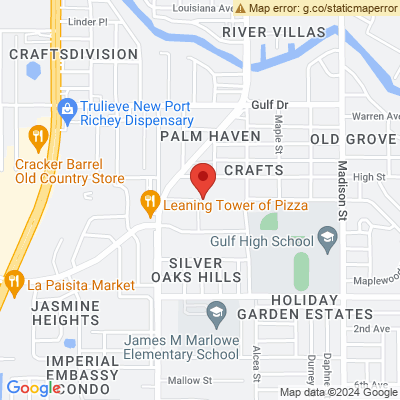 Linder Pl
Louisiana Ave
Map error: g.co/staticmaperror
CRAFTSDIVISION
RIVER VILLAS
Trulieve New Port
Richey Dispensary
Gulf Dr
Warren Ave
Maple St
PALM HAVEN
OLD GROVE
Cracker Barrel
Old Country Store
CRAFTS
High St
Madison St
Leaning Tower of Pizza
Gulf High School
La Paisita Market
SILVER
OAKS HILLS
Maplewood
HOLIDAY
GARDEN ESTATES
JASMINE
HEIGHTS
James M Marlowe
Elementary School
2nd Ave
IMPERIAL
EMBASSY
CONDO
Alcea St
Durney
Daphne
Mallow St
6th Ave
Google
Map data ©2024 Google